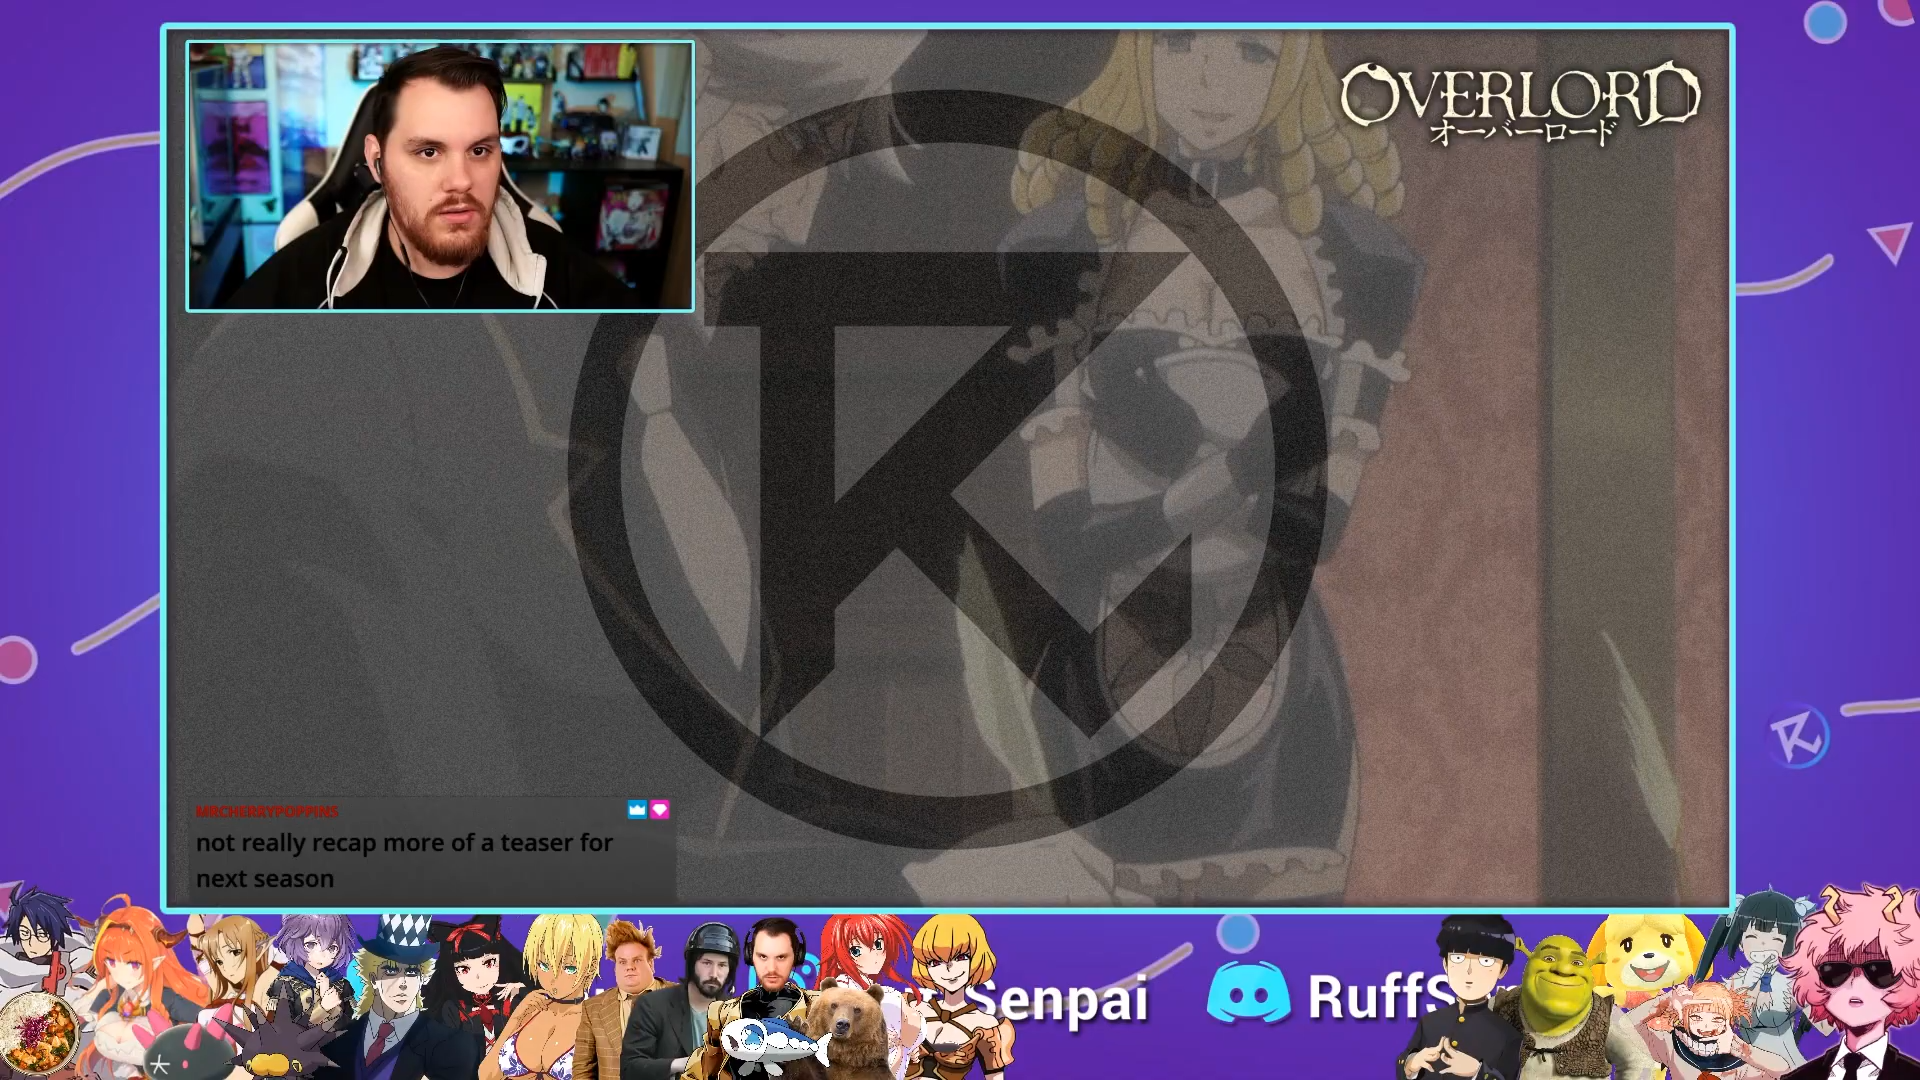 OVERLORD
オーバーロード
MRCHERRYPOPPINS
not really recap more of a teaser for
next season
Senpai
RuffS